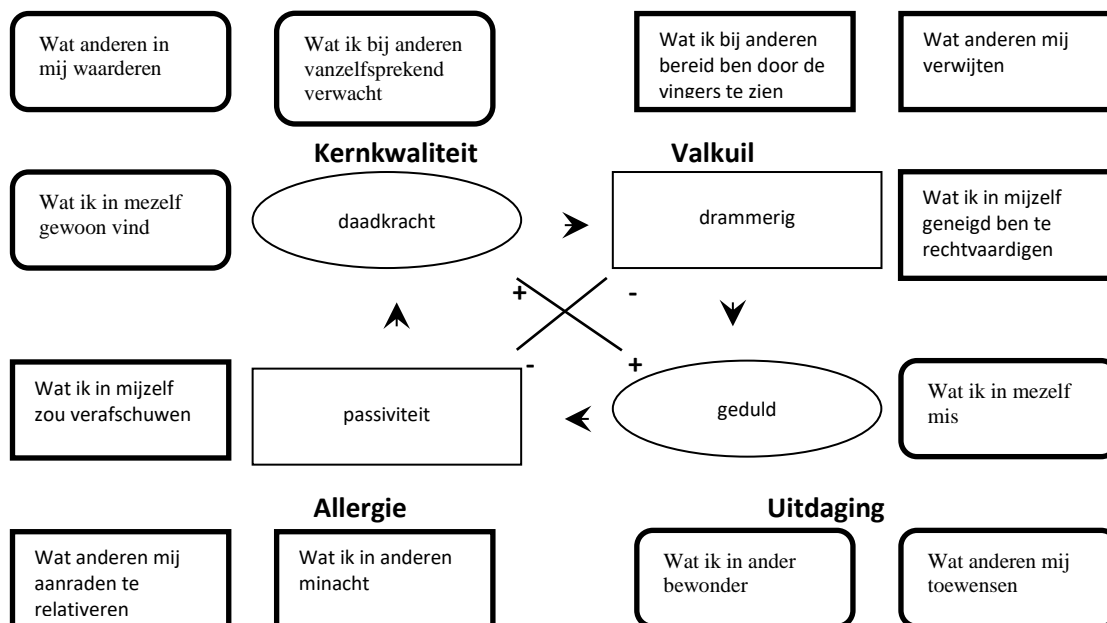 Wat anderen in
mij waarderen
Wat ik bij anderen
vanzelfsprekend
verwacht
Wat ik bij anderen
bereid ben door de
vingers te zien
Wat anderen mij
verwijten
Kernkwaliteit
Valkuil
Wat ik in mezelf
gewoon vind
daadkracht
drammerig
Wat ik in mijzelf
geneigd ben te
rechtvaardigen
+
-
-
+
Wat ik in mijzelf
zou verafschuwen
passiviteit
geduld
Wat ik in mezelf
mis
Allergie
Uitdaging
Wat anderen mij
aanraden te
relativeren
Wat ik in anderen
minacht
Wat ik in ander
bewonder
Wat anderen mij
toewensen